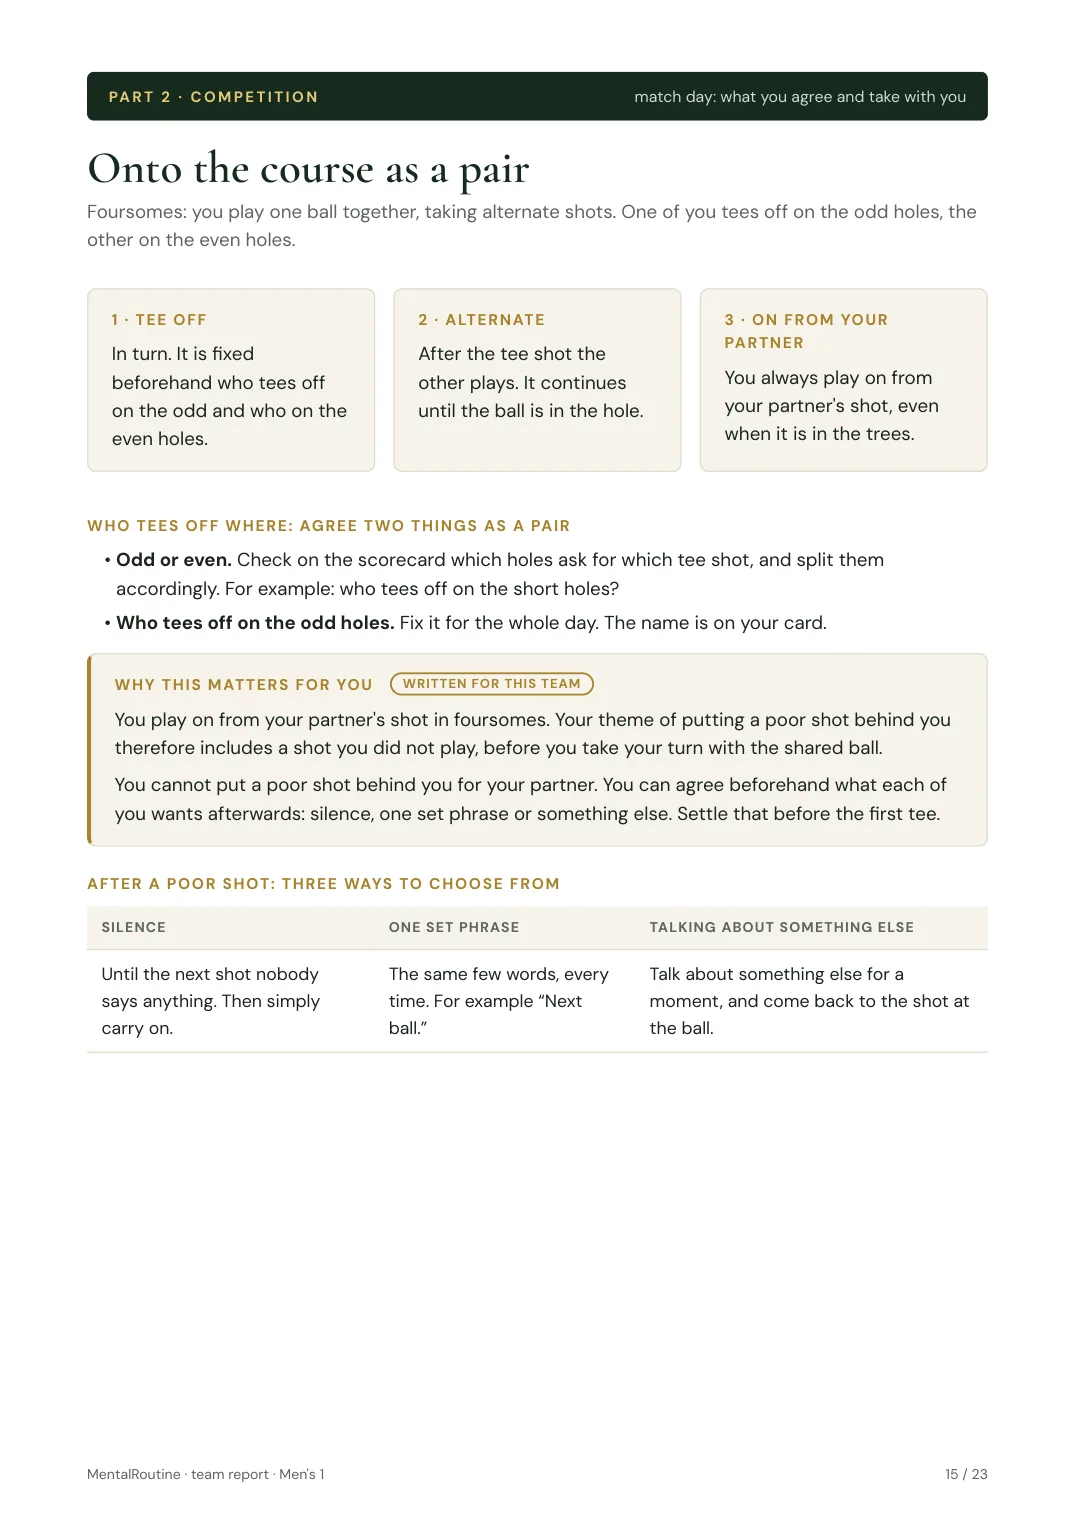 PART 2 · COMPETITION
match day: what you agree and take with you
Onto the course as a pair
Foursomes: you play one ball together, taking alternate shots. One of you tees off on the odd holes, the
other on the even holes.
1 · TEE OFF
In turn. It is fixed
beforehand who tees off
on the odd and who on the
even holes.
2 · ALTERNATE
After the tee shot the
other plays. It continues
until the ball is in the hole.
3 · ON FROM YOUR
PARTNER
You always play on from
your partner's shot, even
when it is in the trees.
WHO TEES OFF WHERE: AGREE TWO THINGS AS A PAIR
• Odd or even. Check on the scorecard which holes ask for which tee shot, and split them
accordingly. For example: who tees off on the short holes?
• Who tees off on the odd holes. Fix it for the whole day. The name is on your card.
WHY THIS MATTERS FOR YOU
WRITTEN FOR THIS TEAM
You play on from your partner's shot in foursomes. Your theme of putting a poor shot behind you
therefore includes a shot you did not play, before you take your turn with the shared ball.
You cannot put a poor shot behind you for your partner. You can agree beforehand what each of
you wants afterwards: silence, one set phrase or something else. Settle that before the first tee.
AFTER A POOR SHOT: THREE WAYS TO CHOOSE FROM
SILENCE
Until the next shot nobody
says anything. Then simply
carry on.
ONE SET PHRASE
The same few words, every
time. For example “Next
ball.”
TALKING ABOUT SOMETHING ELSE
Talk about something else for a
moment, and come back to the shot at
the ball.
MentalRoutine · team report · Men's 1
15 / 23